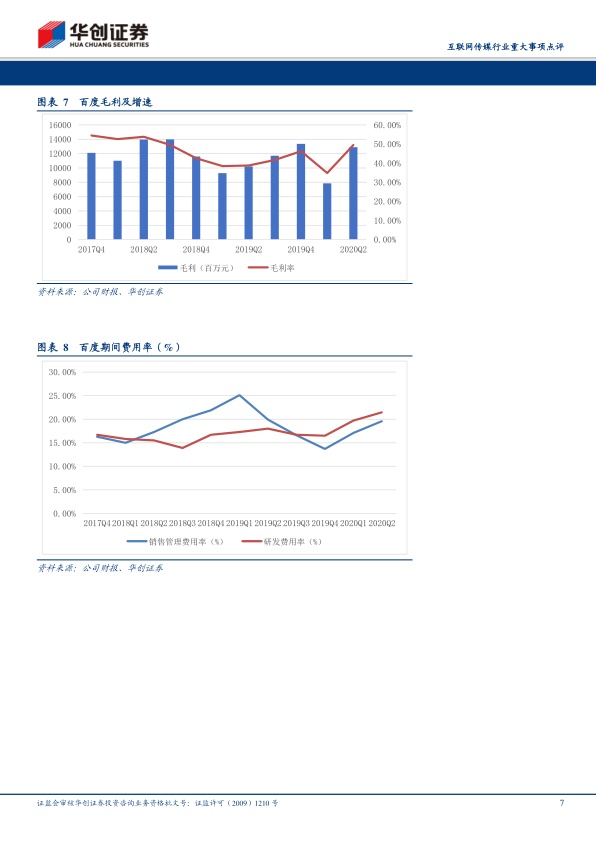 华创证券
HUA CHUANG SECURITIES
互联网传媒行业重大事项点评
图表 7 百度毛利及增速
16000
14000
12000
10000
8000
6000
4000
2000
0
60.00%
50.00%
40.00%
30.00%
20.00%
10.00%
0.00%
2017Q4 2018Q2 2018Q4 2019Q2 2019Q4 2020Q2
毛利（百万元） 毛利率
资料来源：公司财报、华创证券
图表 8 百度期间费用率（%）
30.00%
25.00%
20.00%
15.00%
10.00%
5.00%
0.00%
2017Q4 2018Q1 2018Q2 2018Q3 2018Q4 2019Q1 2019Q2 2019Q3 2019Q4 2020Q1 2020Q2
销售管理费用率（%） 研发费用率（%）
资料来源：公司财报、华创证券
证监会审核华创证券投资咨询业务资格批文号：证监许可（2009）1210 号
7